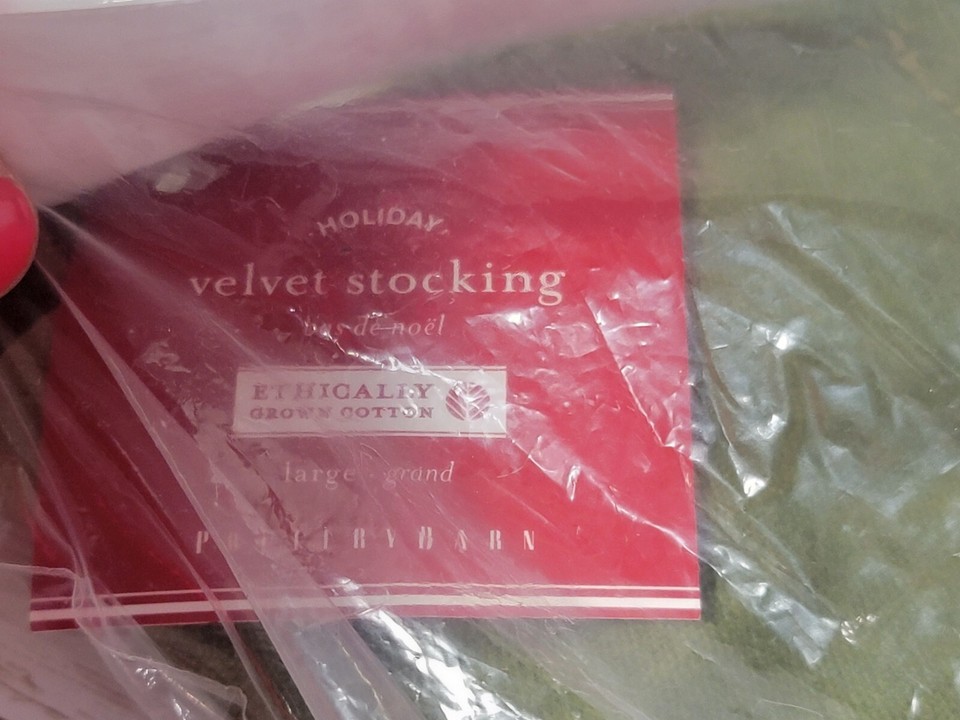 HOLIDAY
velvet stocking
bas de noël
ETHICALLY
GROWN COTTON
large · grand
POTTERYBARN